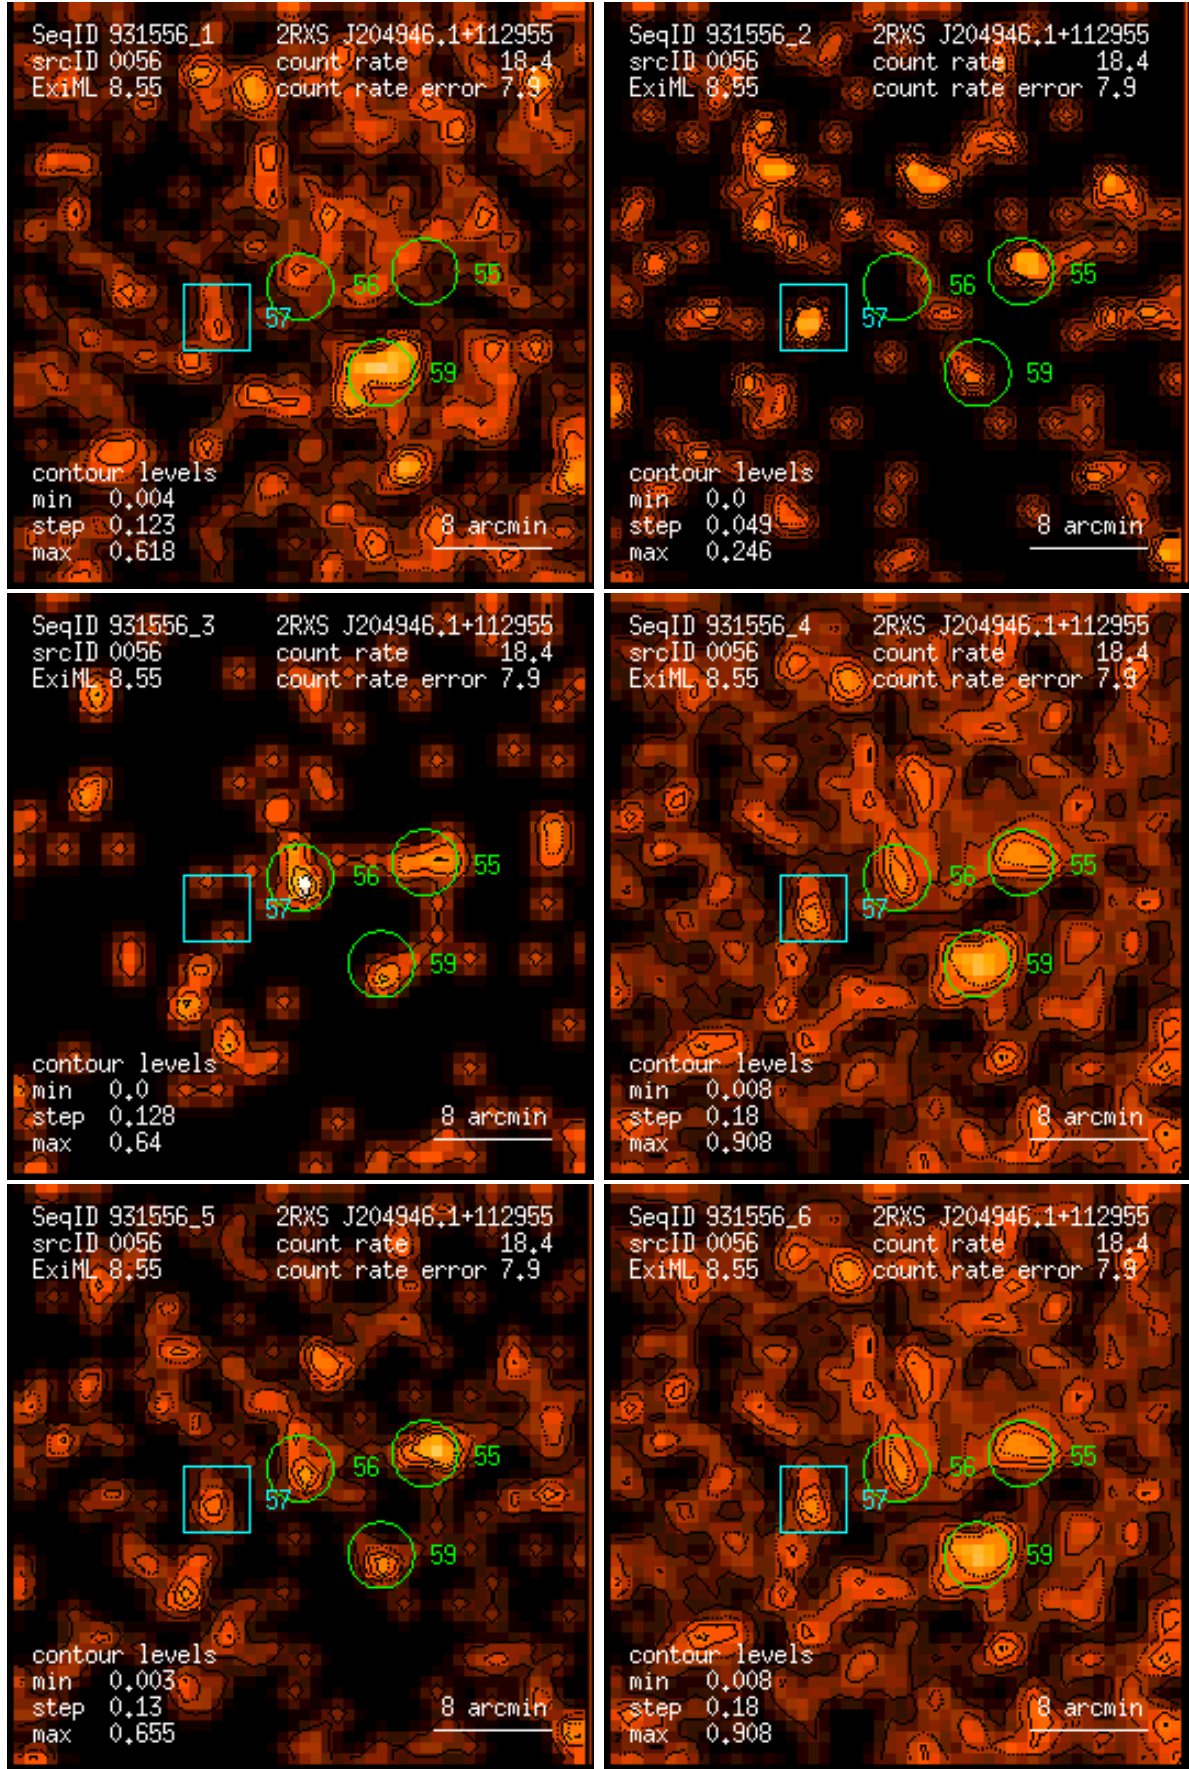 SeqID 931556_1 2RXS J204946.1+112955
srcID 0056 count rate 18.4
ExiML 8.55 count rate error 7.9
55
56
57
59
contour levels
min 0.004
step 0.123 8 arcmin
max 0.618
SeqID 931556_2 2RXS J204946.1+112955
srcID 0056 count rate 18.4
ExiML 8.55 count rate error 7.9
55
56
57
59
contour levels
min 0.0
step 0.049 8 arcmin
max 0.246
SeqID 931556_3 2RXS J204946.1+112955
srcID 0056 count rate 18.4
ExiML 8.55 count rate error 7.9
55
56
57
59
contour levels
min 0.0
step 0.128 8 arcmin
max 0.64
SeqID 931556_4 2RXS J204946.1+112955
srcID 0056 count rate 18.4
ExiML 8.55 count rate error 7.9
55
56
57
59
contour levels
min 0.008
step 0.18 8 arcmin
max 0.908
SeqID 931556_5 2RXS J204946.1+112955
srcID 0056 count rate 18.4
ExiML 8.55 count rate error 7.9
55
56
57
59
contour levels
min 0.003
step 0.13 8 arcmin
max 0.655
SeqID 931556_6 2RXS J204946.1+112955
srcID 0056 count rate 18.4
ExiML 8.55 count rate error 7.9
55
56
57
59
contour levels
min 0.008
step 0.18 8 arcmin
max 0.908